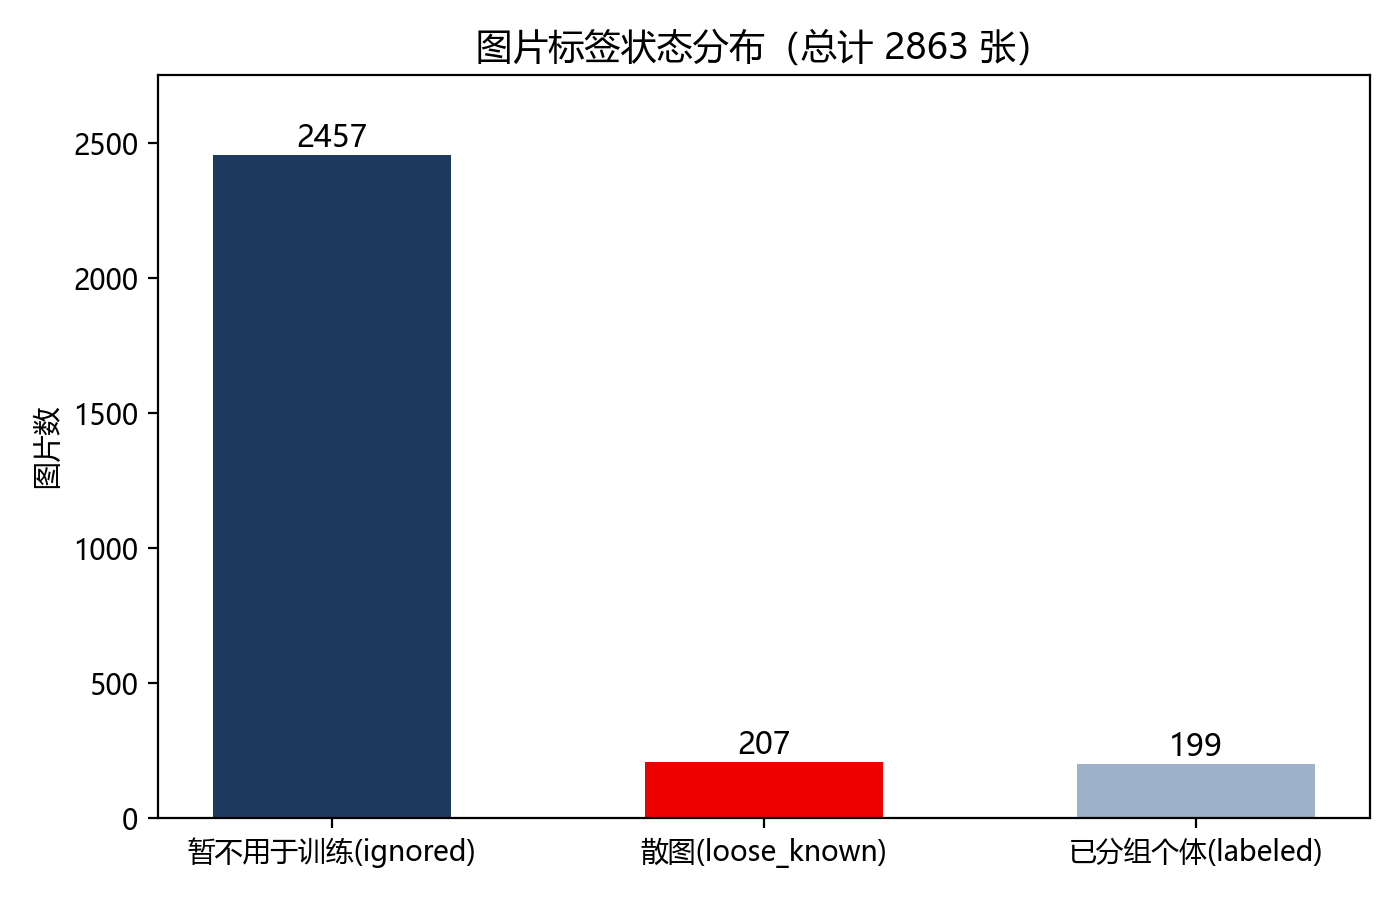 图片标签状态分布（总计 2863 张）
图片数
2500
2000
1500
1000
500
0
2457
207
199
暂不用于训练(ignored)
散图(loose_known)
已分组个体(labeled)